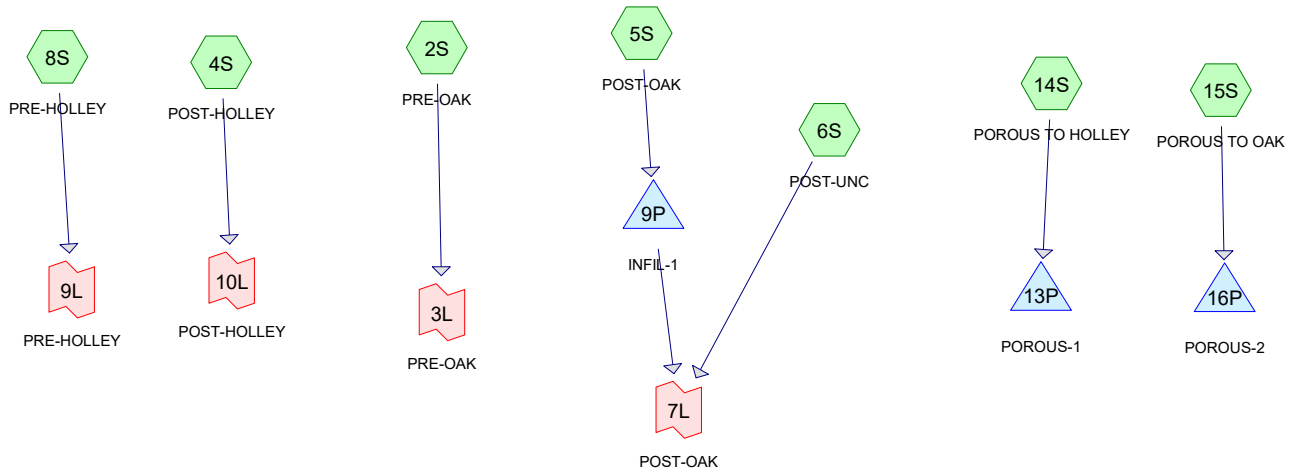 8S
PRE-HOLLEY
9L
PRE-HOLLEY
4S
POST-HOLLEY
10L
POST-HOLLEY
2S
PRE-OAK
3L
PRE-OAK
5S
POST-OAK
9P
INFIL-1
6S
POST-UNC
7L
POST-OAK
14S
POROUS TO HOLLEY
13P
POROUS-1
15S
POROUS TO OAK
16P
POROUS-2